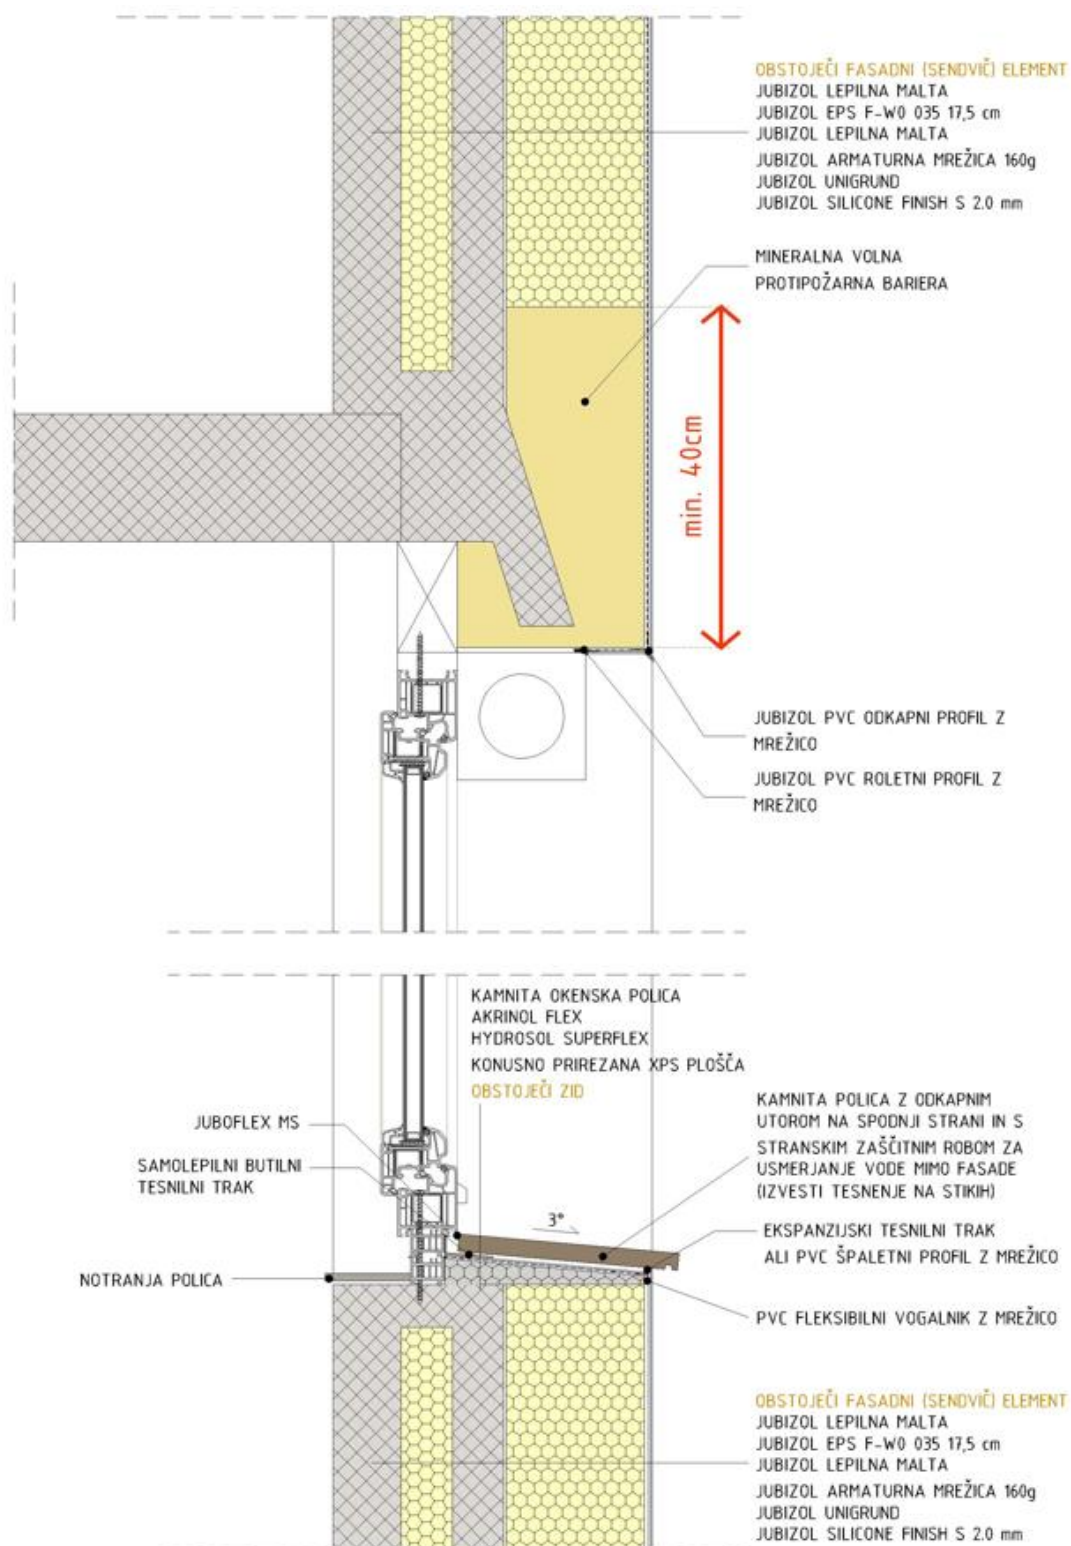 OBSTOJEČI FASADNI (SENDVIČ) ELEMENT
JUBIZOL LEPILNA MALTA
JUBIZOL EPS F-W0 035 17,5 cm
JUBIZOL LEPILNA MALTA
JUBIZOL ARMATURNA MREŽICA 160g
JUBIZOL UNIGRUND
JUBIZOL SILICONE FINISH S 2.0 mm
MINERALNA VOLNA
PROTIPOŽARNA BARIERA
min. 40cm
JUBIZOL PVC ODKAPNI PROFIL Z
MREŽICO
JUBIZOL PVC ROLETNI PROFIL Z
MREŽICO
KAMNITA OKENSKA POLICA
AKRINOL FLEX
HYDROSOL SUPERFLEX
KONUSNO PRIREZANA XPS PLOŠČA
OBSTOJEČI ZID
JUBOFLEX MS
SAMOLEPILNI BUTILNI
TESNILNI TRAK
KAMNITA POLICA Z ODKAPNIM
UTOROM NA SPODNJI STRANI IN S
STRANSKIM ZAŠČITNIM ROBOM ZA
USMERJANJE VODE MIMO FASADE
(IZVESTI TESNENJE NA STIKIH)
3°
EKSPANZIJSKI TESNILNI TRAK
ALI PVC ŠPALETNI PROFIL Z MREŽICO
NOTRANJA POLICA
PVC FLEKSIBILNI VOGALNIK Z MREŽICO
OBSTOJEČI FASADNI (SENDVIČ) ELEMENT
JUBIZOL LEPILNA MALTA
JUBIZOL EPS F-W0 035 17,5 cm
JUBIZOL LEPILNA MALTA
JUBIZOL ARMATURNA MREŽICA 160g
JUBIZOL UNIGRUND
JUBIZOL SILICONE FINISH S 2.0 mm